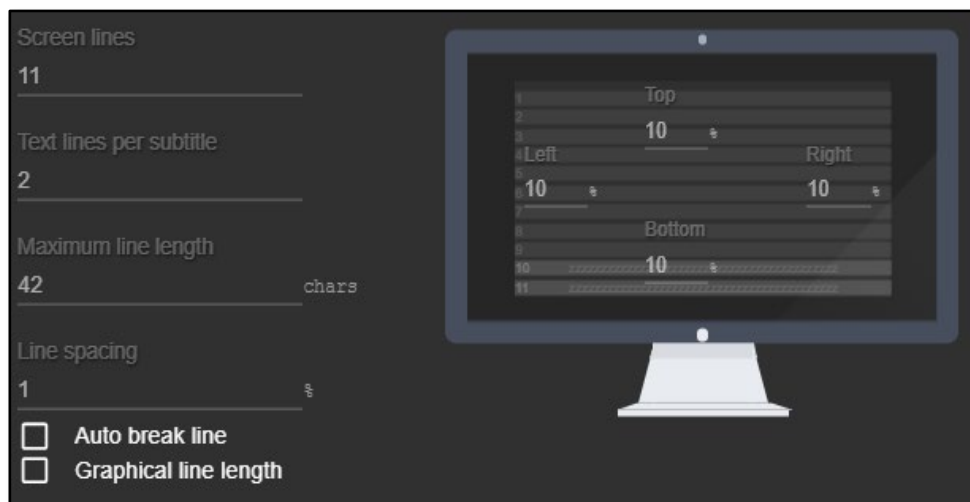 Screen lines
11
Text lines per subtitle
2
Maximum line length
42 chars
Line spacing
1 %
Auto break line
Graphical line length
1
2
3
4
5
6
7
8
9
10
11
Top
10 %
Left
10 %
Right
10 %
Bottom
10 %